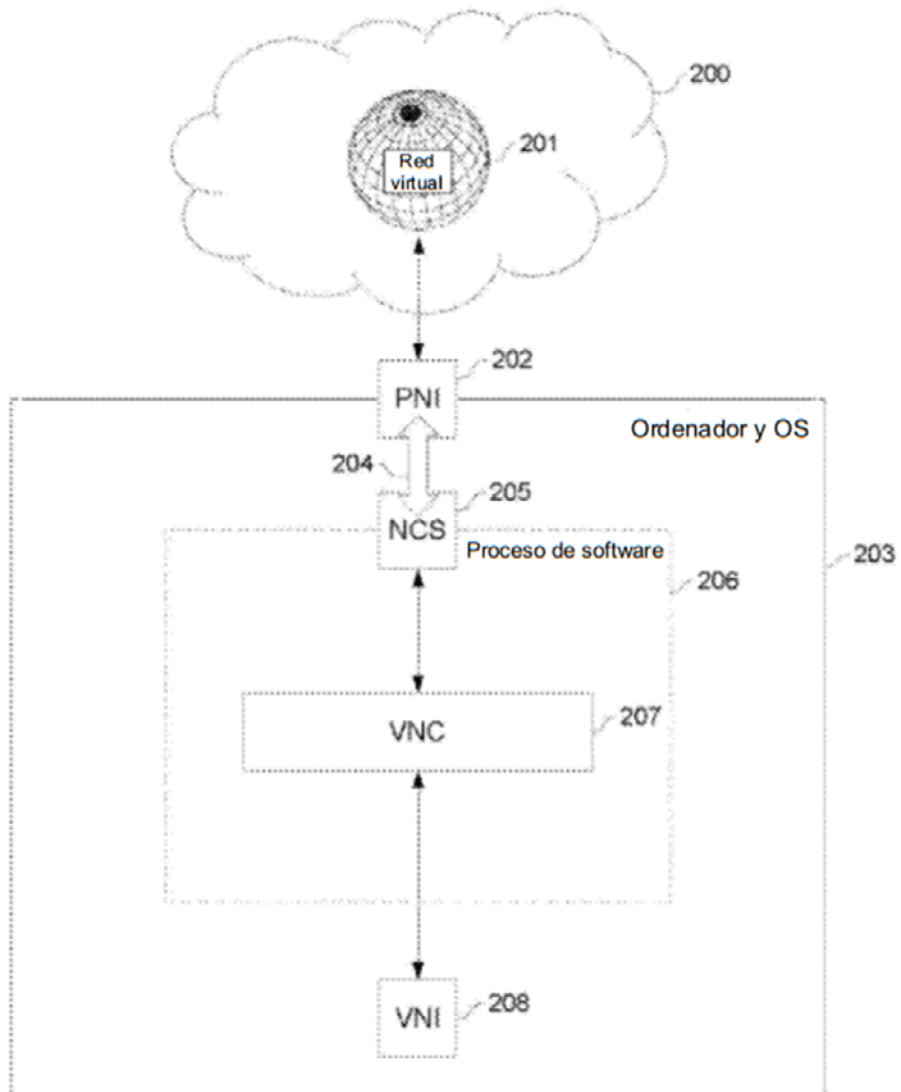 200
201
Red
virtual
202
PNI
Ordenador y OS
204
205
NCS
Proceso de software
203
206
VNC
207
VNI
208